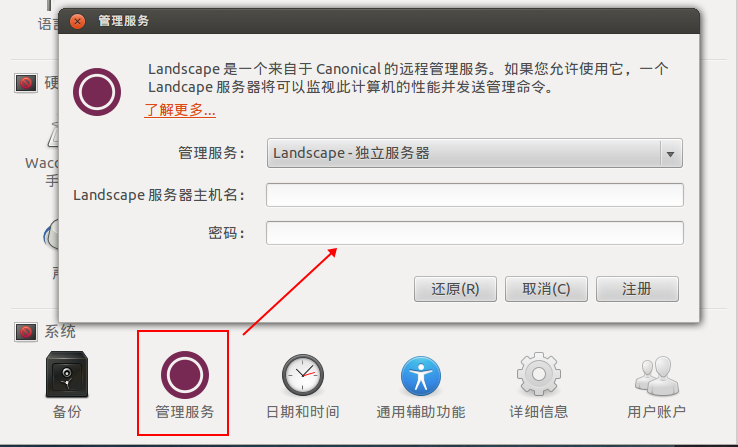 语言
管理服务
Landscape 是一个来自于 Canonical 的远程管理服务。如果您允许使用它，一个
Landcape 服务器将可以监视此计算机的性能并发送管理命令。
了解更多...
硬
管理服务：
Landscape - 独立服务器
Waco
手
Landscape 服务器主机名：
密码：
声
还原(R)
取消(C)
注册
系统
备份
管理服务
日期和时间
通用辅助功能
详细信息
用户账户